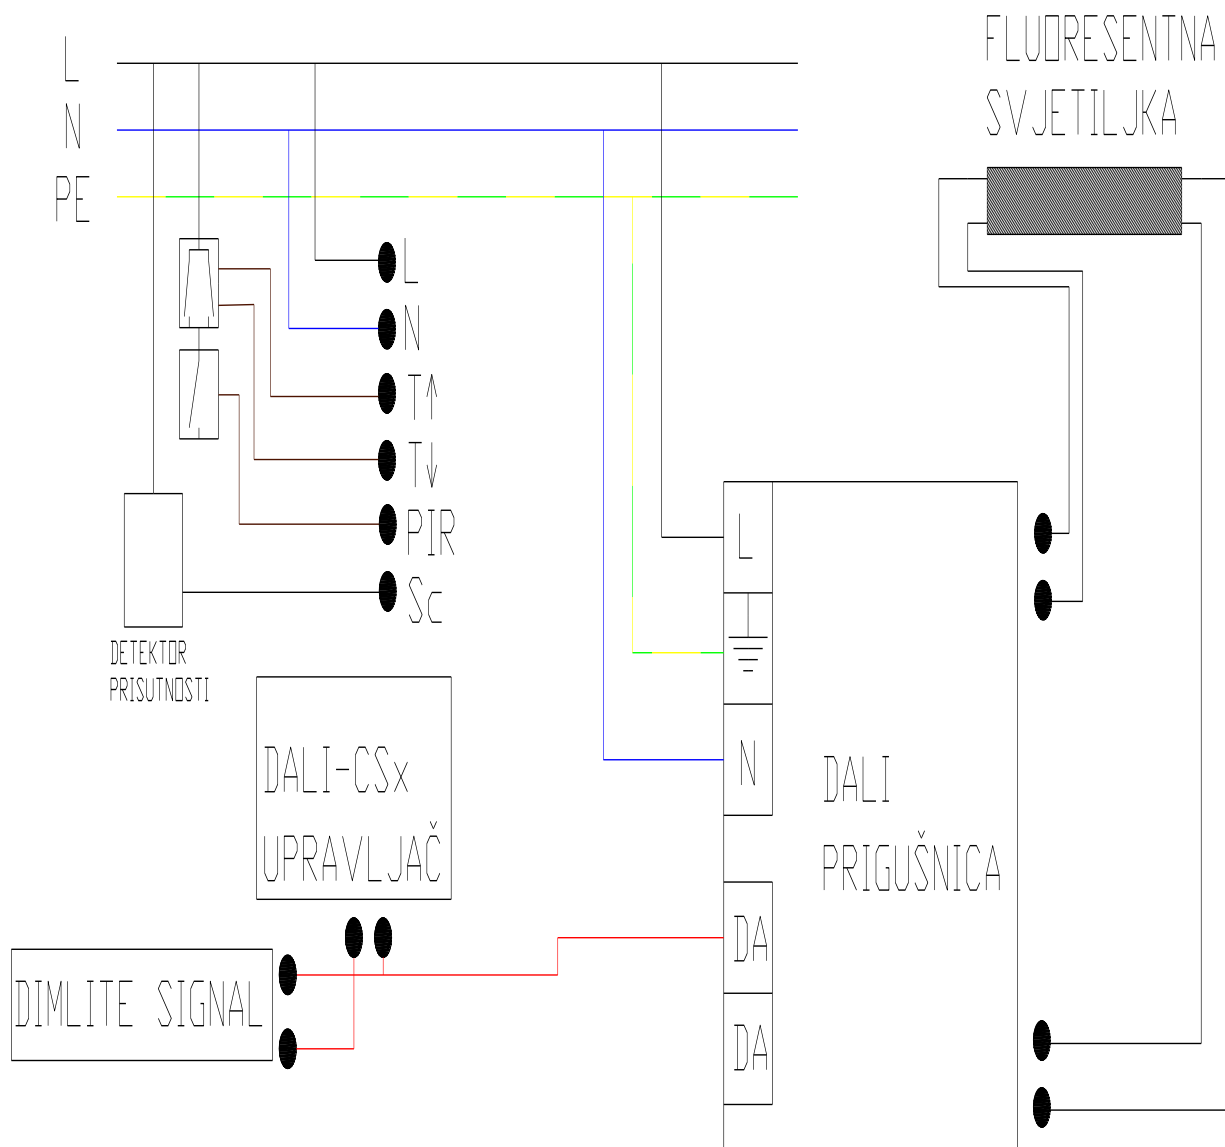 FLUORESENTNA
SVJETILJKA
L
N
PE
L
N
T↑
T↓
PIR
Sc
DETEKTOR
PRISUTNOSTI
DALI-CSx
UPRAVLJAČ
DIMLITE SIGNAL
L
N
DA
DA
DALI
PRIGUŠNICA